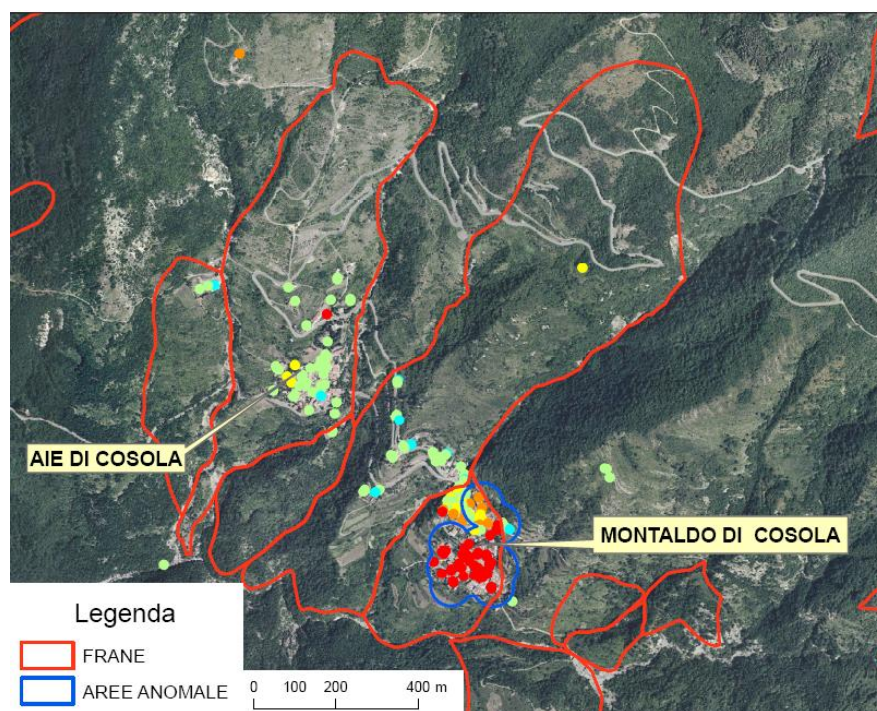 AIE DI COSOLA
MONTALDO DI  COSOLA
Legenda
FRANE
AREE ANOMALE
0 100 200 400 m